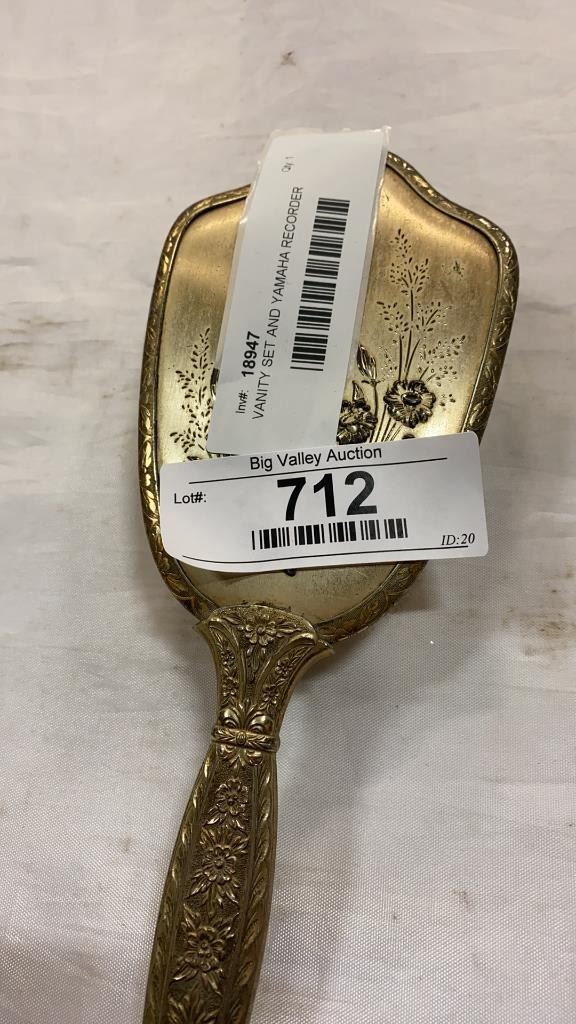 Inv#: 18947 Qty: 1
VANITY SET AND YAMAHA RECORDER
Big Valley Auction
Lot#: 712
ID:20